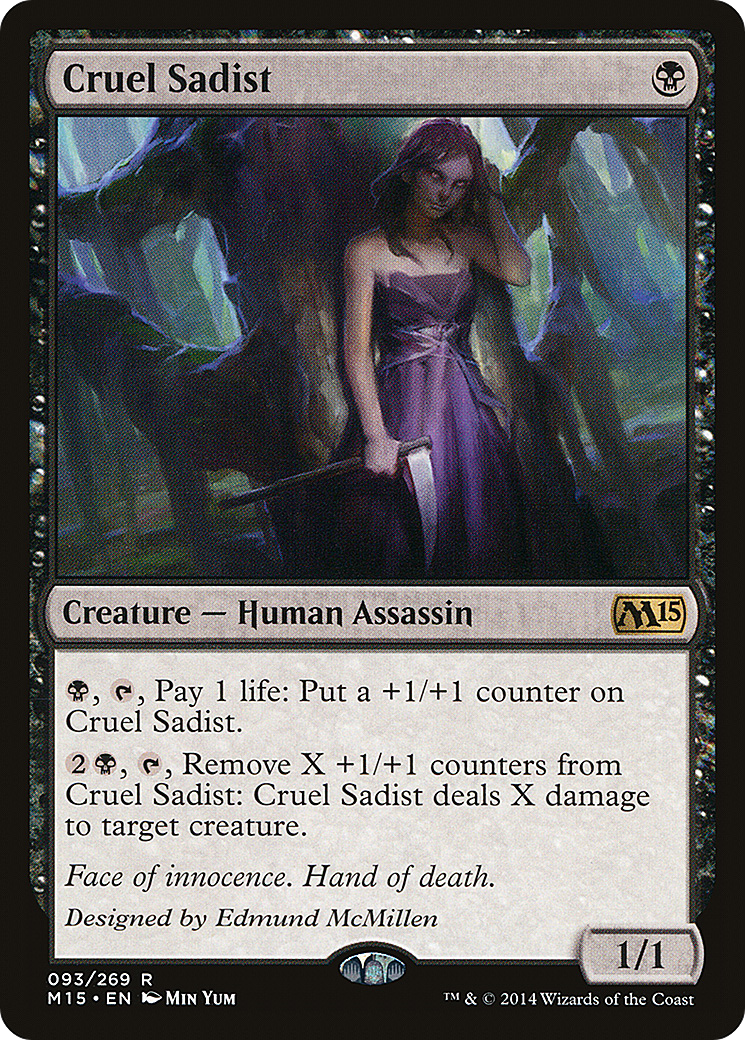 Cruel Sadist
Creature — Human Assassin
M15
, , Pay 1 life: Put a +1/+1 counter on
Cruel Sadist.
2 , , Remove X +1/+1 counters from
Cruel Sadist: Cruel Sadist deals X damage
to target creature.
Face of innocence. Hand of death.
Designed by Edmund McMillen
1/1
093/269 R
M15 • EN Min Yum
™ & © 2014 Wizards of the Coast